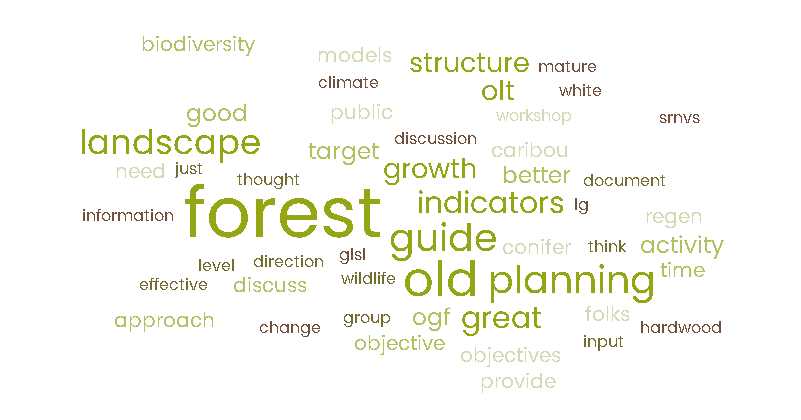 biodiversity
models
structure
mature
climate
olt
white
good
public
workshop
srnvs
landscape
discussion
target
caribou
need
just
growth
better
document
thought
forest
indicators
lg
information
regen
guide
conifer
think
activity
level
direction
glsl
time
effective
discuss
wildlife
old
planning
approach
change
group
ogf
great
folks
hardwood
objective
input
objectives
provide